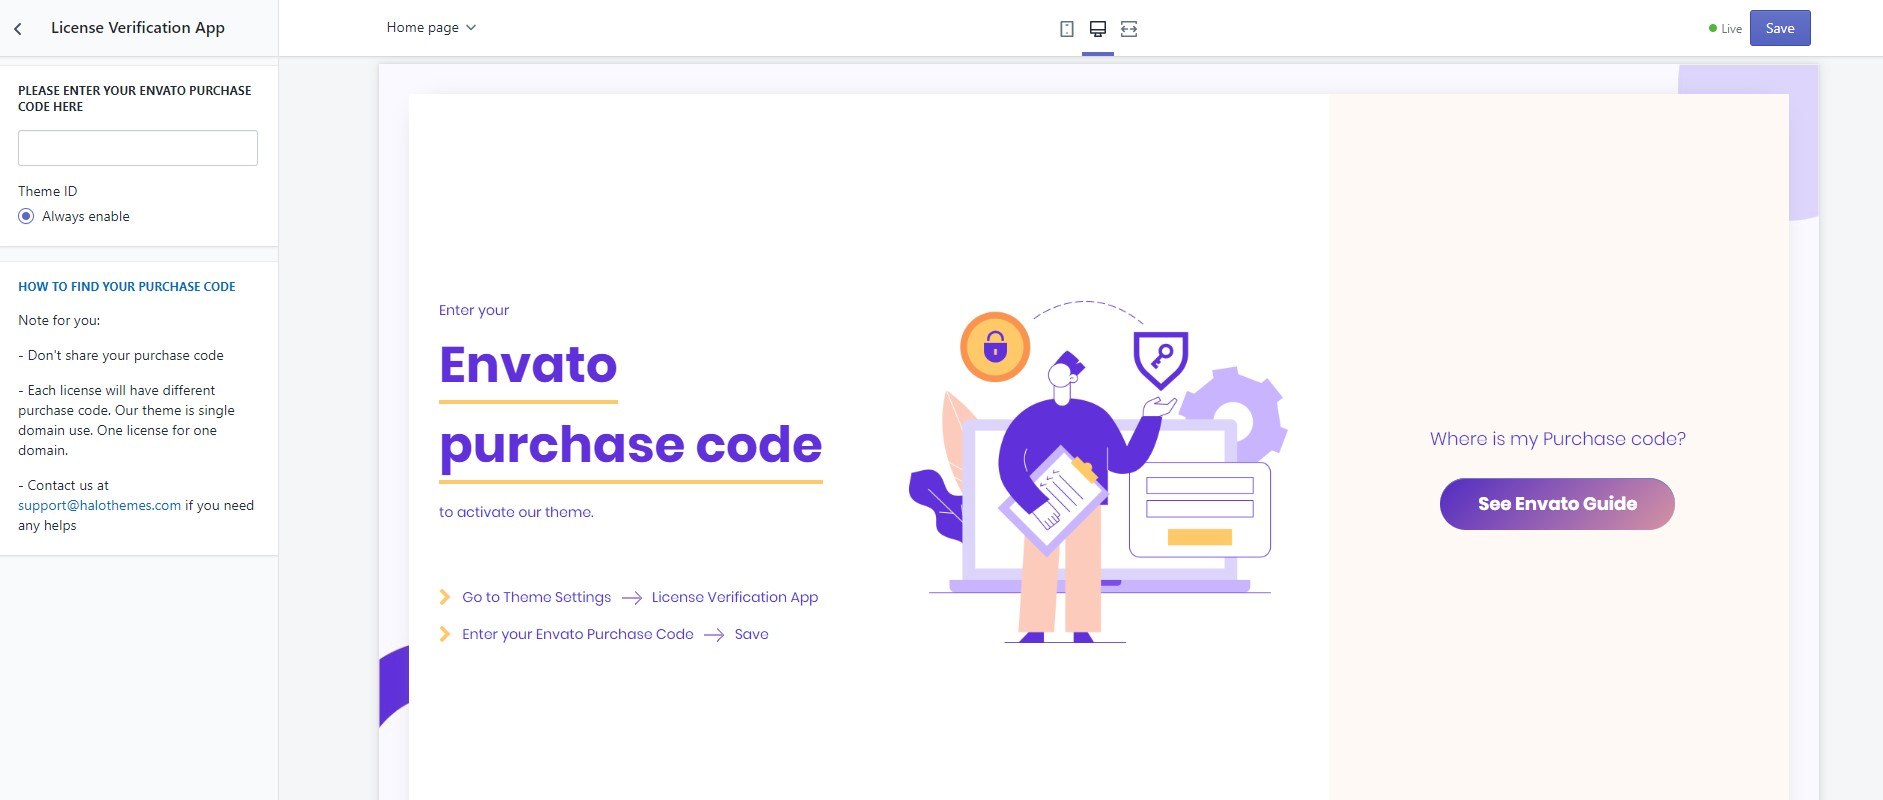 License Verification App
Home page
Live
Save
PLEASE ENTER YOUR ENVATO PURCHASE
CODE HERE
Theme ID
Always enable
HOW TO FIND YOUR PURCHASE CODE
Note for you:
- Don't share your purchase code
- Each license will have different
purchase code. Our theme is single
domain use. One license for one
domain.
- Contact us at
support@halothemes.com if you need
any helps
Enter your
Envato
purchase code
to activate our theme.
Go to Theme Settings → License Verification App
Enter your Envato Purchase Code → Save
Where is my Purchase code?
See Envato Guide